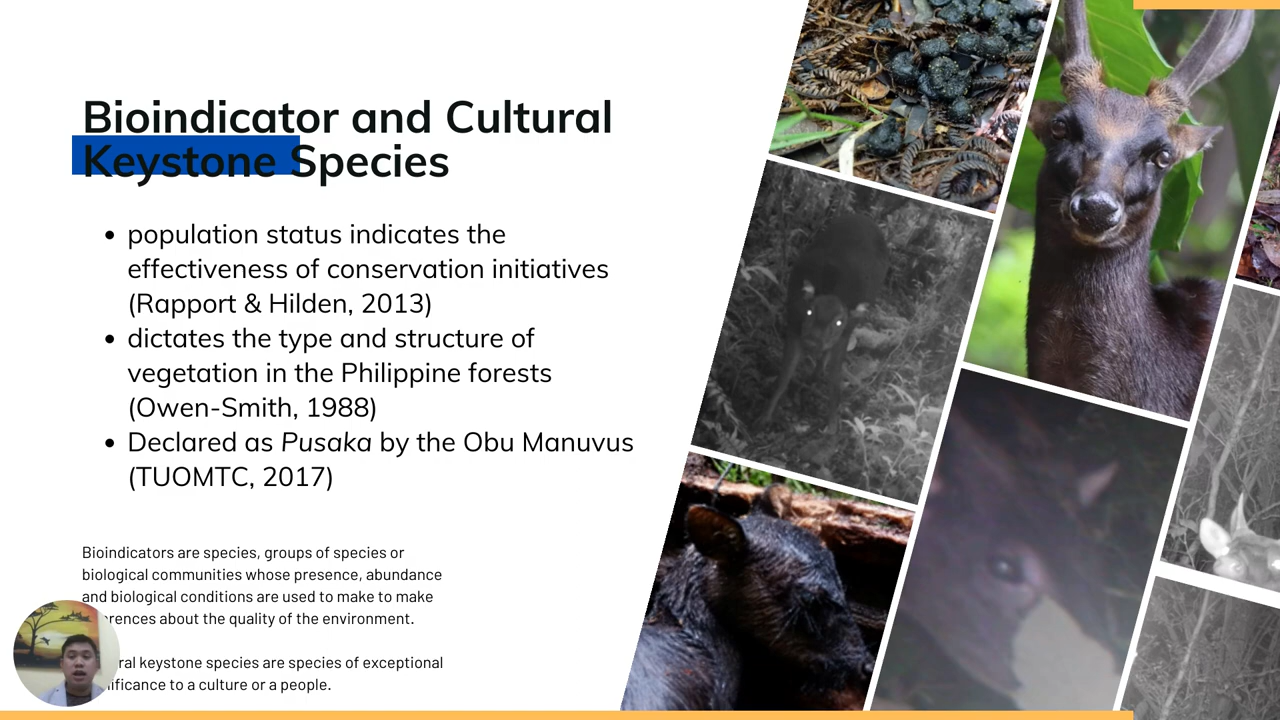 Bioindicator and Cultural
Keystone Species
• population status indicates the
effectiveness of conservation initiatives
(Rapport & Hilden, 2013)
• dictates the type and structure of
vegetation in the Philippine forests
(Owen-Smith, 1988)
• Declared as Pusaka by the Obu Manuvus
(TUOMTC, 2017)
Bioindicators are species, groups of species or
biological communities whose presence, abundance
and biological conditions are used to make to make
about the quality of the environment.
keystone species are species of exceptional
to a culture or a people.